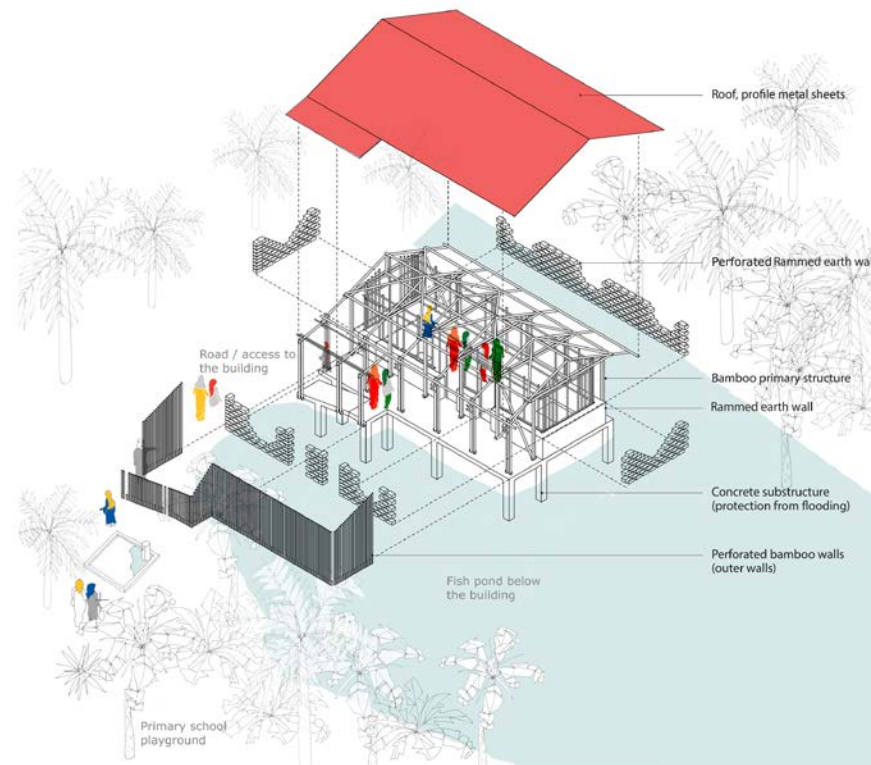 Roof, profile metal sheets
Perforated Rammed earth wa
Road / access to
the building
Bamboo primary structure
Rammed earth wall
Concrete substructure
(protection from flooding)
Perforated bamboo walls
(outer walls)
Fish pond below
the building
Primary school
playground